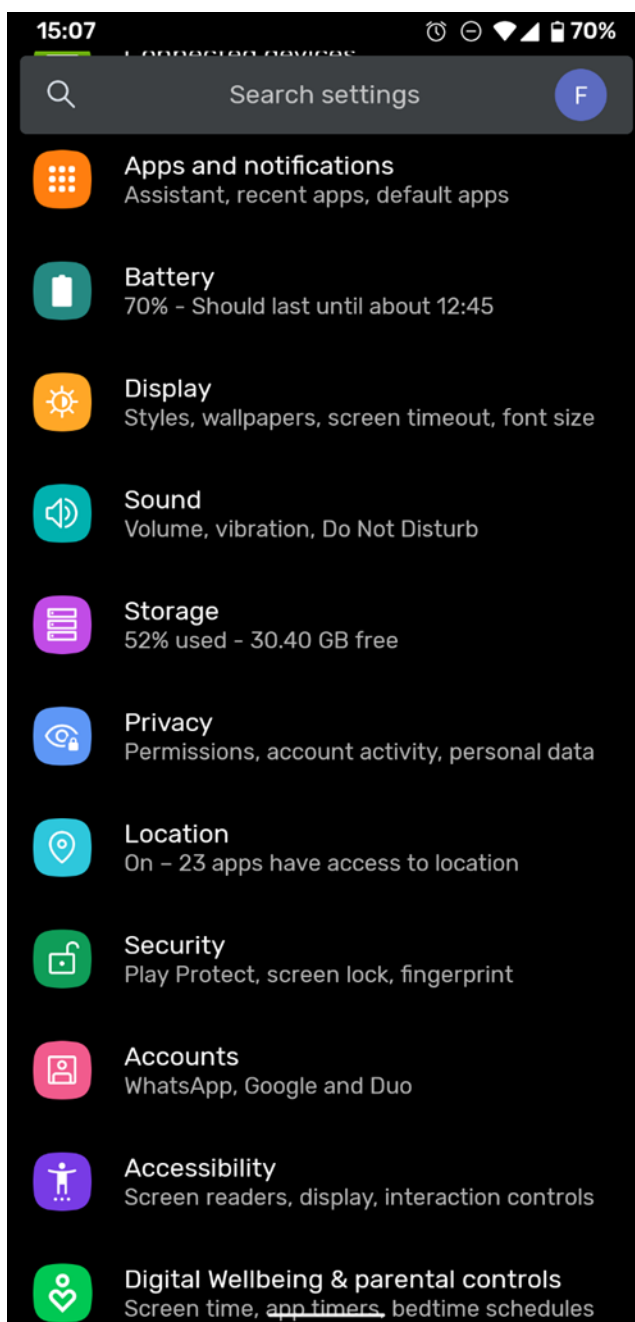 15:07 70%
Connected devices
Search settings F
Apps and notifications
Assistant, recent apps, default apps
Battery
70% - Should last until about 12:45
Display
Styles, wallpapers, screen timeout, font size
Sound
Volume, vibration, Do Not Disturb
Storage
52% used - 30.40 GB free
Privacy
Permissions, account activity, personal data
Location
On – 23 apps have access to location
Security
Play Protect, screen lock, fingerprint
Accounts
WhatsApp, Google and Duo
Accessibility
Screen readers, display, interaction controls
Digital Wellbeing & parental controls
Screen time, app timers, bedtime schedules